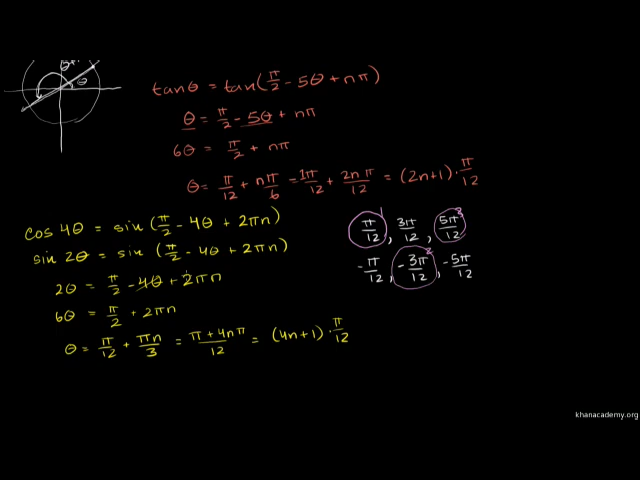 θ
θ
tanθ = tan(π/2 - 5θ + nπ)
θ = π/2 - 5θ + nπ
6θ = π/2 + nπ
θ = π/12 + nπ/6 = 1π/12 + 2nπ/12 = (2n+1)·π/12
cos 4θ = sin (π/2 - 4θ + 2πn)
sin 2θ = sin (π/2 - 4θ + 2πn)
2θ = π/2 - 4θ + 2πn
6θ = π/2 + 2πn
θ = π/12 + πn/3 = π + 4nπ/12 = (4n+1)·π/12
π/12, 3π/12, 5π/12
1 3
-π/12, -3π/12, -5π/12
2
khanacademy.org